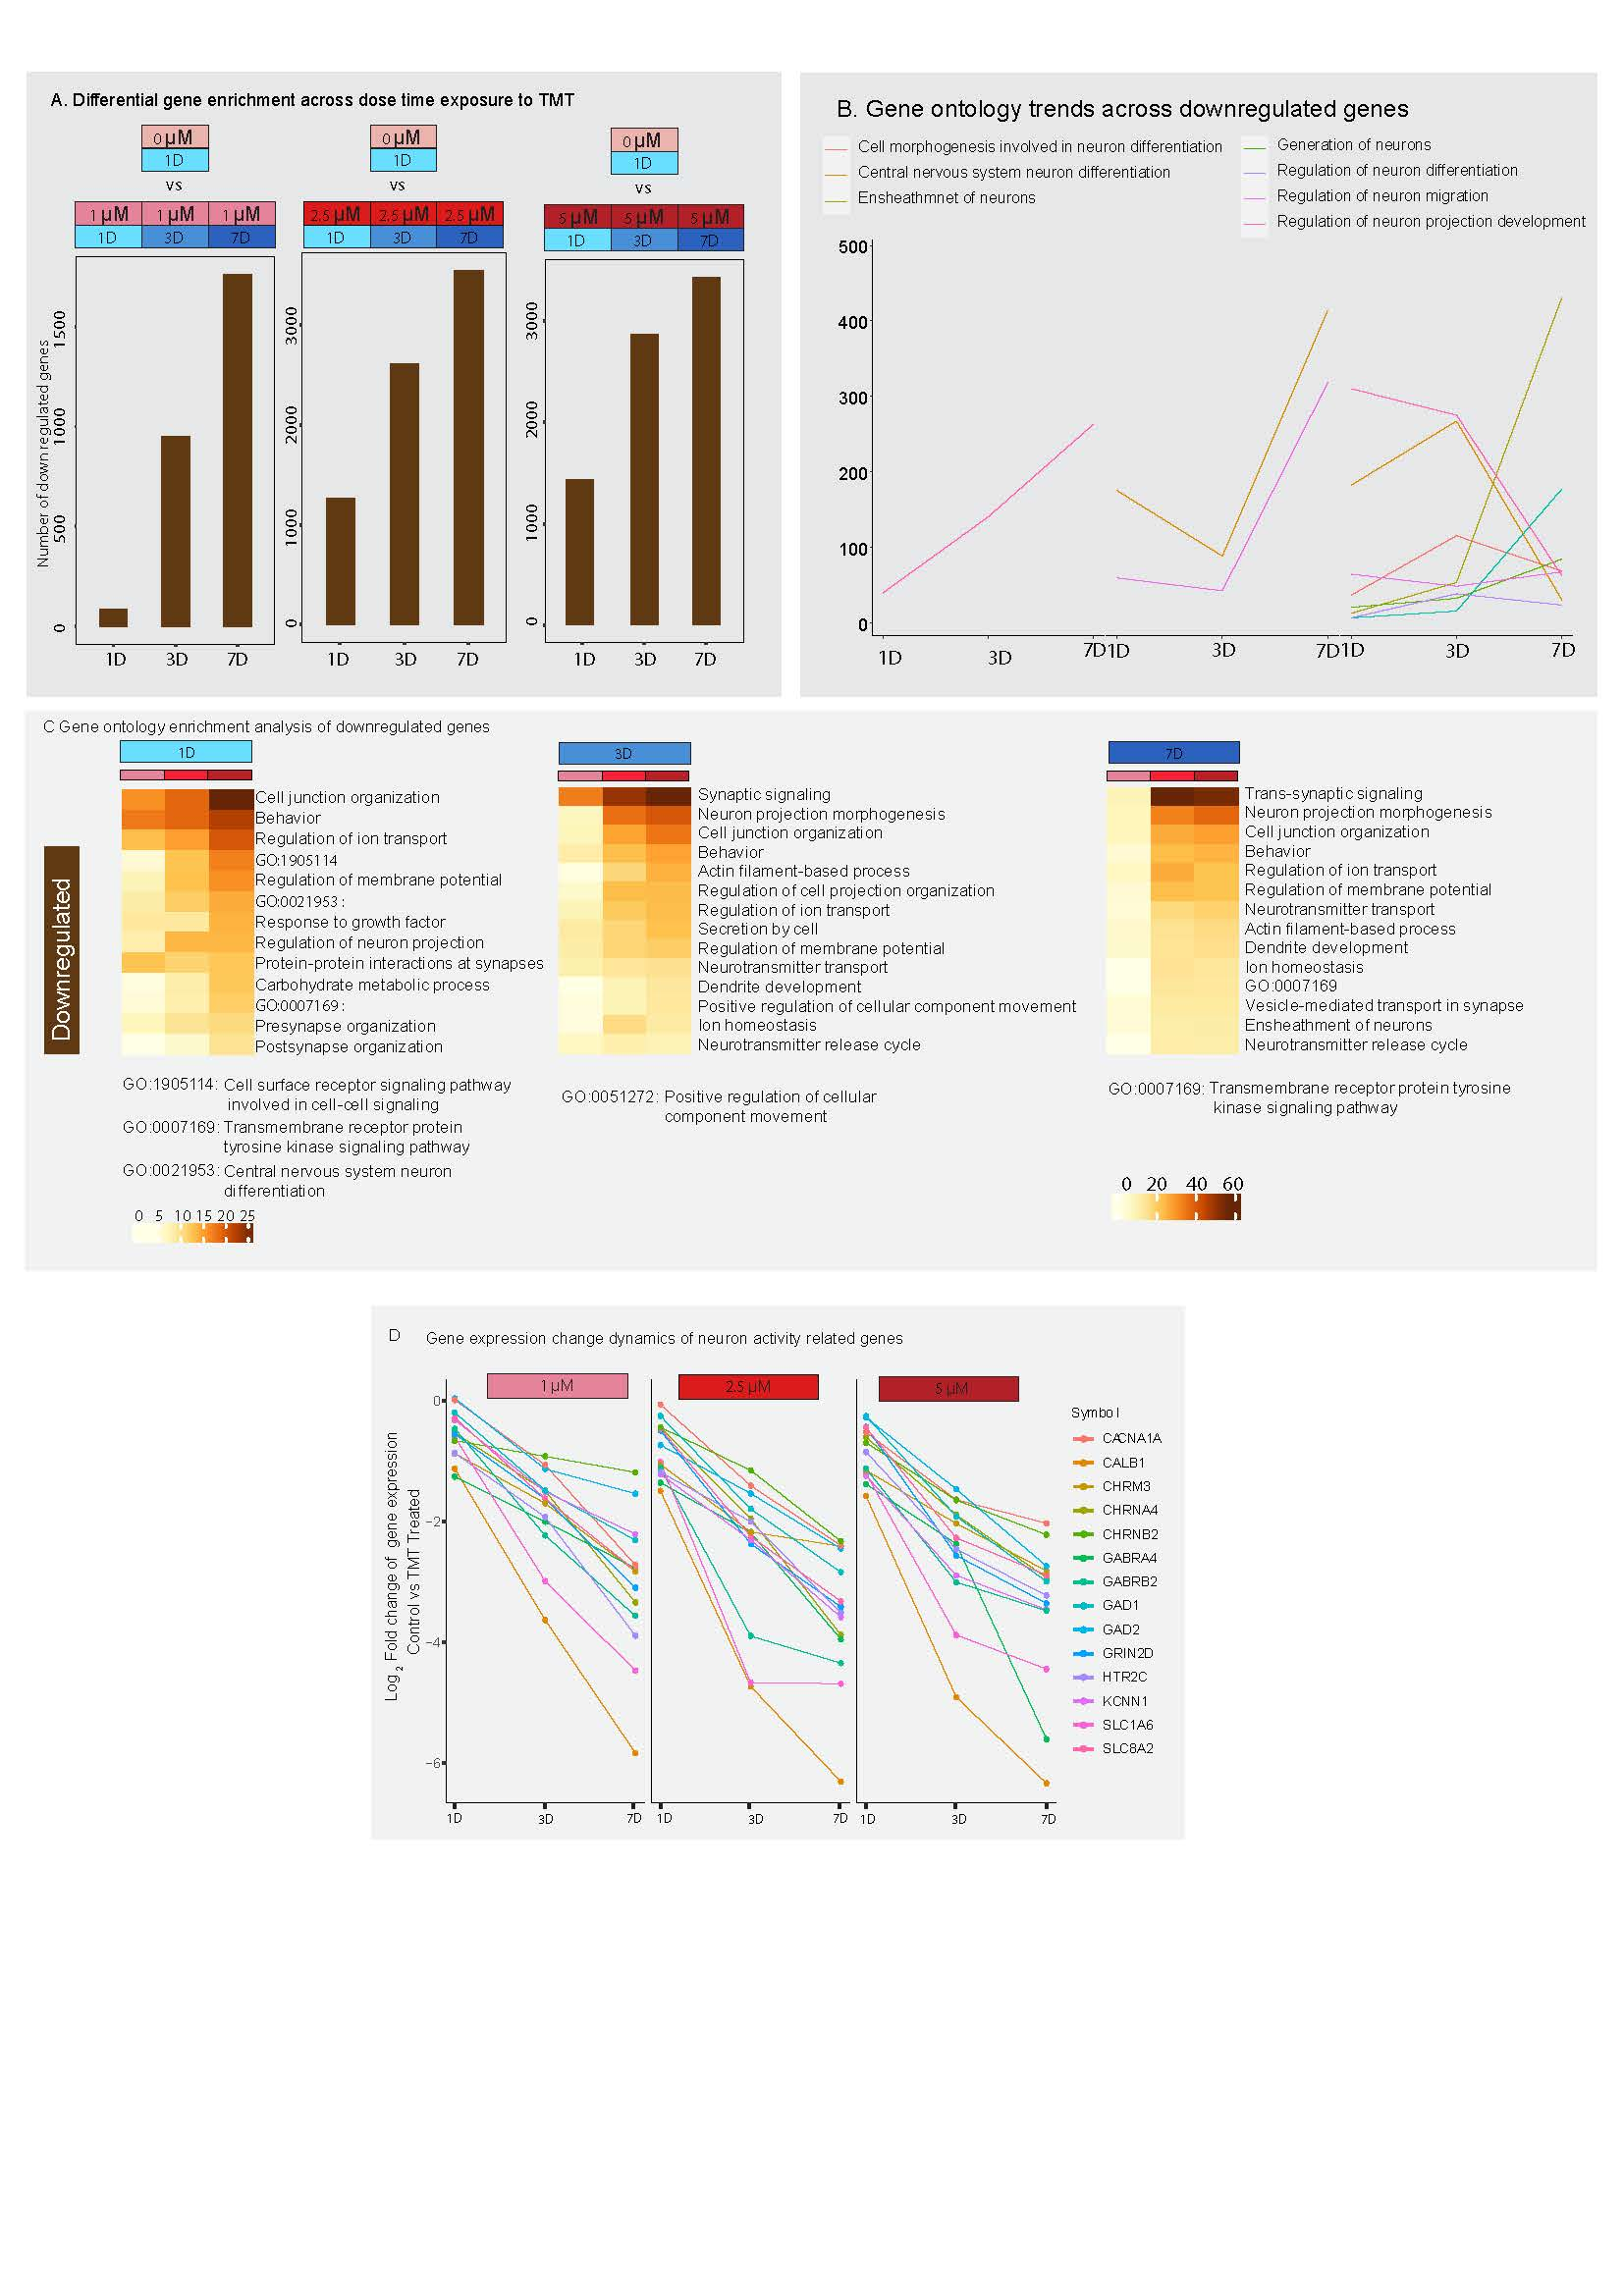 A. Differential gene enrichment across dose time exposure to TMT
0 µM
1D
vs
1 µM 1 µM 1 µM
1D 3D 7D
0 µM
1D
vs
2.5 µM 2.5 µM 2.5 µM
1D 3D 7D
0 µM
1D
vs
5 µM 5 µM 5 µM
1D 3D 7D
Number of down regulated genes
0 500 1000 1500
1D 3D 7D
0 1000 2000 3000
1D 3D 7D
0 1000 2000 3000
1D 3D 7D
B. Gene ontology trends across downregulated genes
Cell morphogenesis involved in neuron differentiation
Central nervous system neuron differentiation
Ensheathmnet of neurons
Generation of neurons
Regulation of neuron differentiation
Regulation of neuron migration
Regulation of neuron projection development
500
400
300
200
100
0
1D 3D 7D 1D 3D 7D 1D 3D 7D
C Gene ontology enrichment analysis of downregulated genes
Downregulated
1D
Cell junction organization
Behavior
Regulation of ion transport
GO:1905114
Regulation of membrane potential
GO:0021953 :
Response to growth factor
Regulation of neuron projection
Protein-protein interactions at synapses
Carbohydrate metabolic process
GO:0007169 :
Presynapse organization
Postsynapse organization
GO:1905114: Cell surface receptor signaling pathway
involved in cell-cell signaling
GO:0007169: Transmembrane receptor protein
tyrosine kinase signaling pathway
GO:0021953: Central nervous system neuron
differentiation
0 5 10 15 20 25
3D
Synaptic signaling
Neuron projection morphogenesis
Cell junction organization
Behavior
Actin filament-based process
Regulation of cell projection organization
Regulation of ion transport
Secretion by cell
Regulation of membrane potential
Neurotransmitter transport
Dendrite development
Positive regulation of cellular component movement
Ion homeostasis
Neurotransmitter release cycle
GO:0051272: Positive regulation of cellular
component movement
7D
Trans-synaptic signaling
Neuron projection morphogenesis
Cell junction organization
Behavior
Regulation of ion transport
Regulation of membrane potential
Neurotransmitter transport
Actin filament-based process
Dendrite development
Ion homeostasis
GO:0007169
Vesicle-mediated transport in synapse
Ensheathment of neurons
Neurotransmitter release cycle
GO:0007169: Transmembrane receptor protein tyrosine
kinase signaling pathway
0 20 40 60
D Gene expression change dynamics of neuron activity related genes
1 µM
2.5 µM
5 µM
Log2 Fold change of gene expression
Control vs TMT Treated
0
−2
−4
−6
1D 3D 7D 1D 3D 7D 1D 3D 7D
Symbol
CACNA1A
CALB1
CHRM3
CHRNA4
CHRNB2
GABRA4
GABRB2
GAD1
GAD2
GRIN2D
HTR2C
KCNN1
SLC1A6
SLC8A2